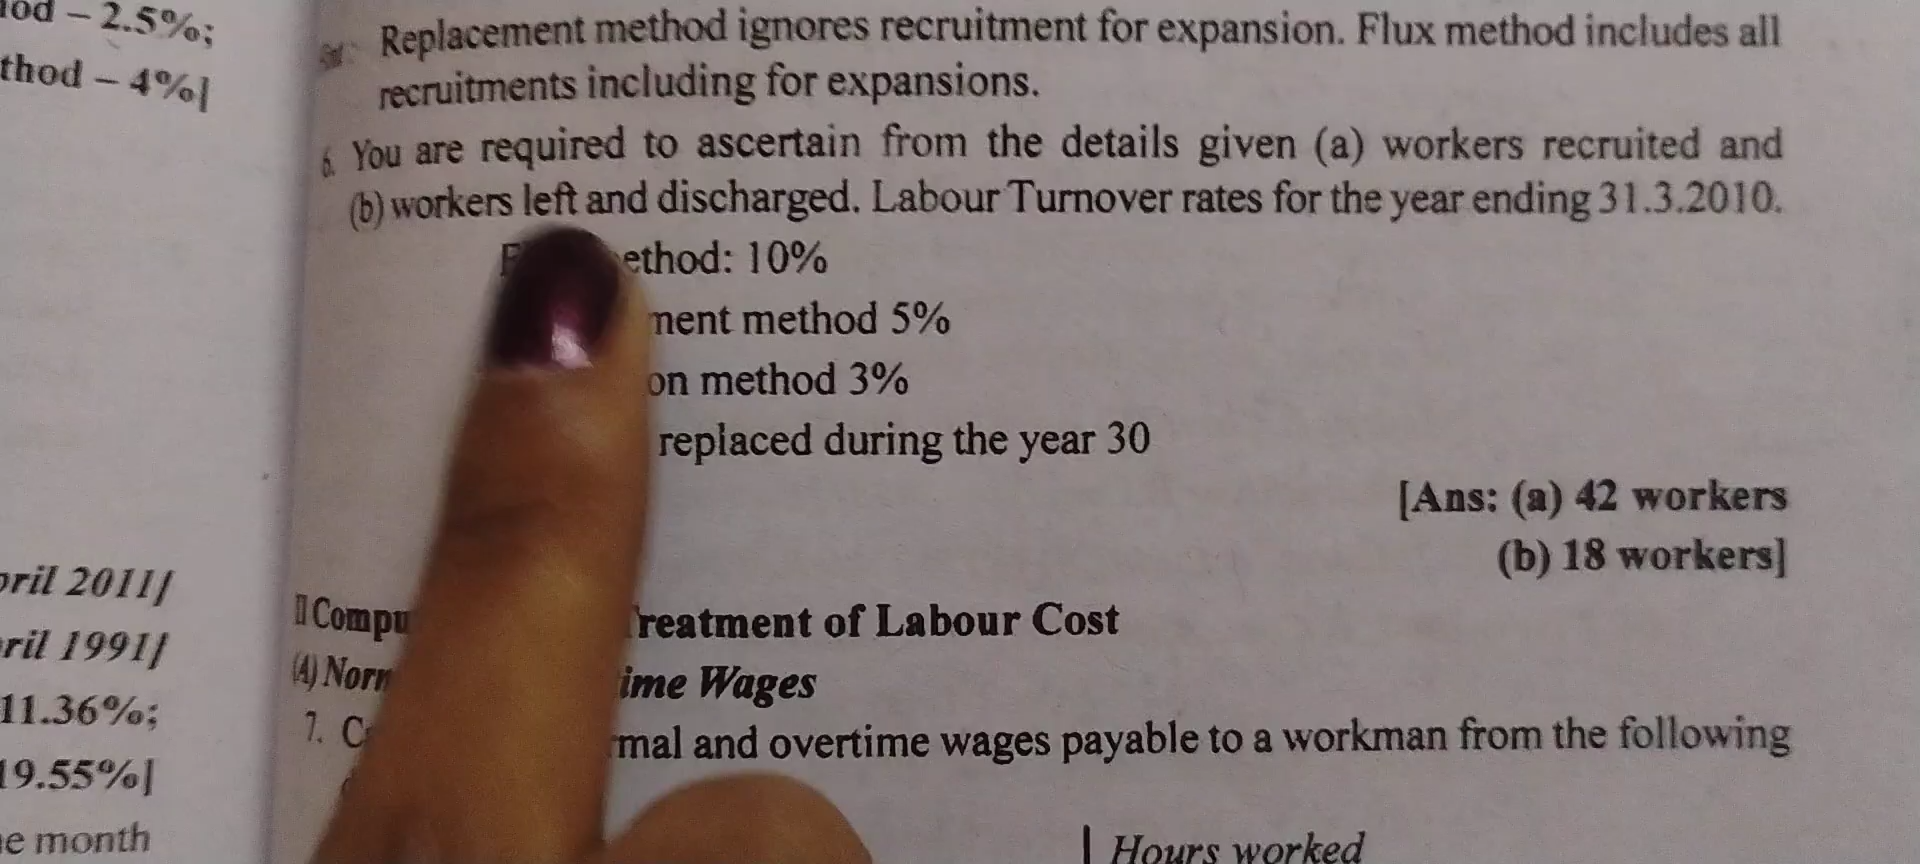 od – 2.5%;
thod – 4%]
Replacement method ignores recruitment for expansion. Flux method includes all
recruitments including for expansions.
6. You are required to ascertain from the details given (a) workers recruited and
(b) workers left and discharged. Labour Turnover rates for the year ending 31.3.2010.
ethod: 10%
ment method 5%
on method 3%
replaced during the year 30
[Ans: (a) 42 workers
(b) 18 workers]
pril 2011]
ril 1991]
11.36%;
19.55%]
e month
II Compu reatment of Labour Cost
(A) Norm ime Wages
7. C mal and overtime wages payable to a workman from the following
Hours worked